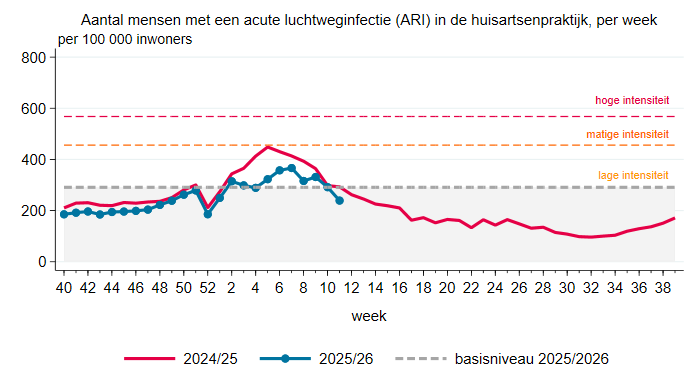 Aantal mensen met een acute luchtweginfectie (ARI) in de huisartsenpraktijk, per week
per 100 000 inwoners
800
600
400
200
0
hoge intensiteit
matige intensiteit
lage intensiteit
40 42 44 46 48 50 52 2 4 6 8 10 12 14 16 18 20 22 24 26 28 30 32 34 36 38
week
2024/25 2025/26 basisniveau 2025/2026